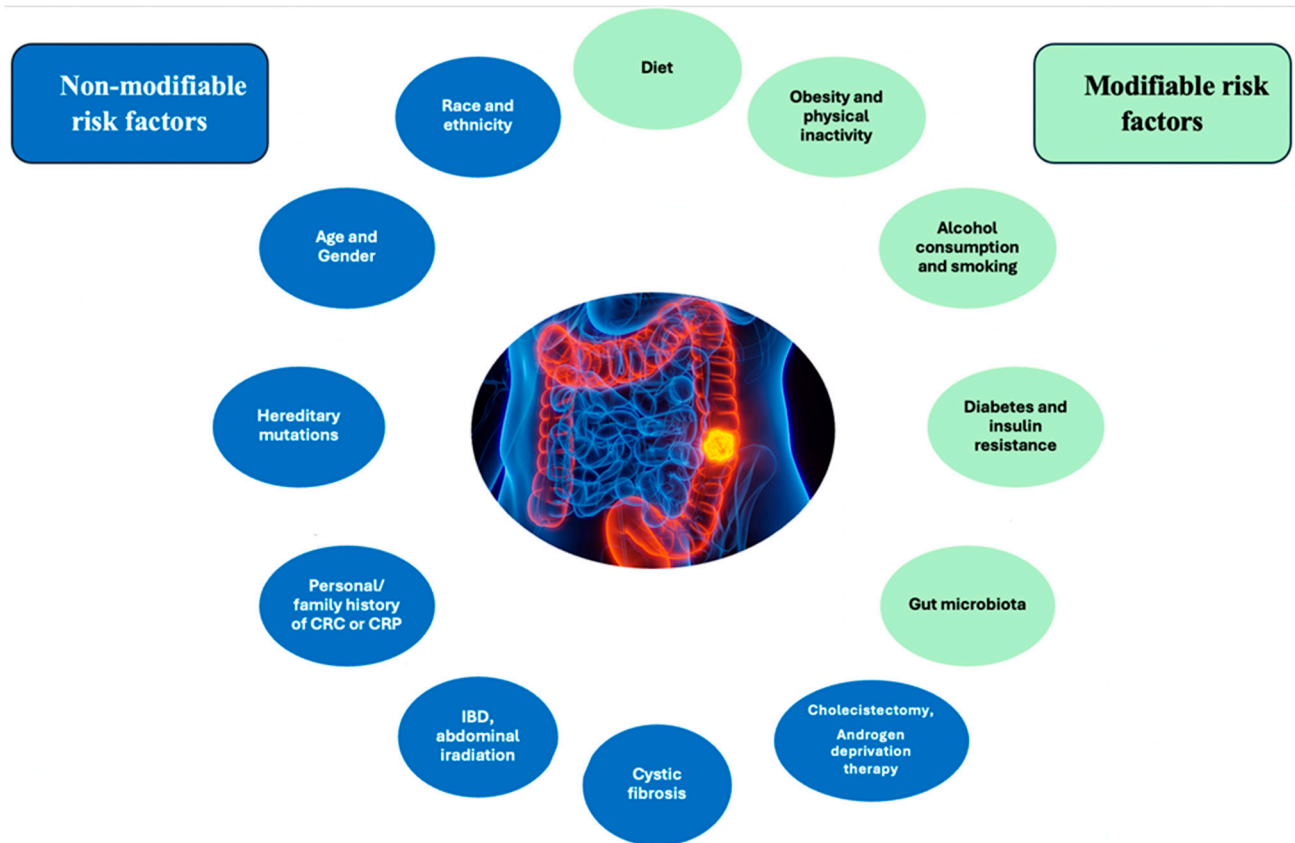 Non-modifiable
risk factors
Modifiable risk
factors
Diet
Obesity and
physical
inactivity
Alcohol
consumption
and smoking
Diabetes and
insulin
resistance
Gut microbiota
Cholecistectomy,
Androgen
deprivation
therapy
Cystic
fibrosis
IBD,
abdominal
iradiation
Personal/
family history
of CRC or CRP
Hereditary
mutations
Age and
Gender
Race and
ethnicity